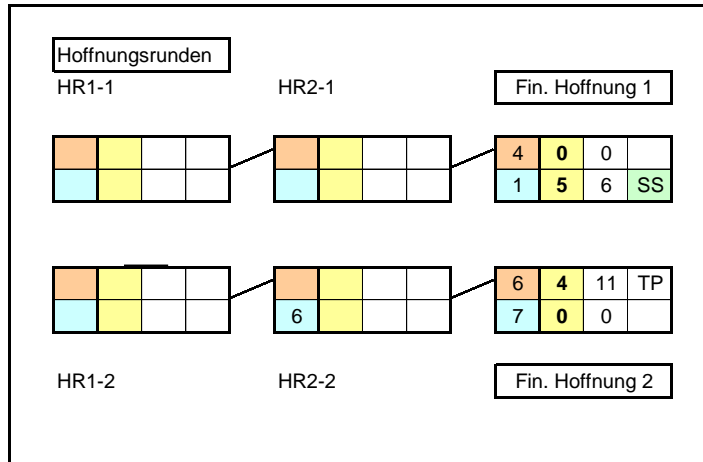 Hoffnungsrunden
HR1-1 HR2-1 Fin. Hoffnung 1
4 0 0
1 5 6 SS
6 4 11 TP
6 7 0 0
HR1-2 HR2-2 Fin. Hoffnung 2